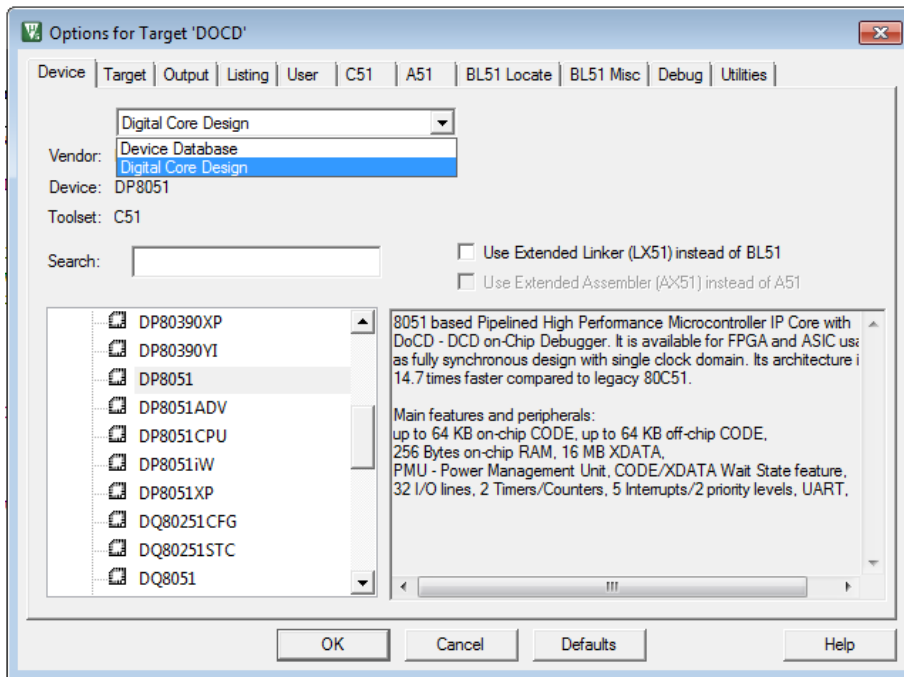 Options for Target 'DOCD'
Device Target Output Listing User C51 A51 BL51 Locate BL51 Misc Debug Utilities
Digital Core Design
Device Database
Digital Core Design
Vendor:
Device: DP8051
Toolset: C51
Search:
Use Extended Linker (LX51) instead of BL51
Use Extended Assembler (AX51) instead of A51
DP80390XP
DP80390YI
DP8051
DP8051ADV
DP8051CPU
DP8051iW
DP8051XP
DQ80251CFG
DQ80251STC
DQ8051
8051 based Pipelined High Performance Microcontroller IP Core with
DoCD - DCD on-Chip Debugger. It is available for FPGA and ASIC usa
as fully synchronous design with single clock domain. Its architecture i
14.7 times faster compared to legacy 80C51.
Main features and peripherals:
up to 64 KB on-chip CODE, up to 64 KB off-chip CODE,
256 Bytes on-chip RAM, 16 MB XDATA,
PMU - Power Management Unit, CODE/XDATA Wait State feature,
32 I/O lines, 2 Timers/Counters, 5 Interrupts/2 priority levels, UART,
OK Cancel Defaults Help